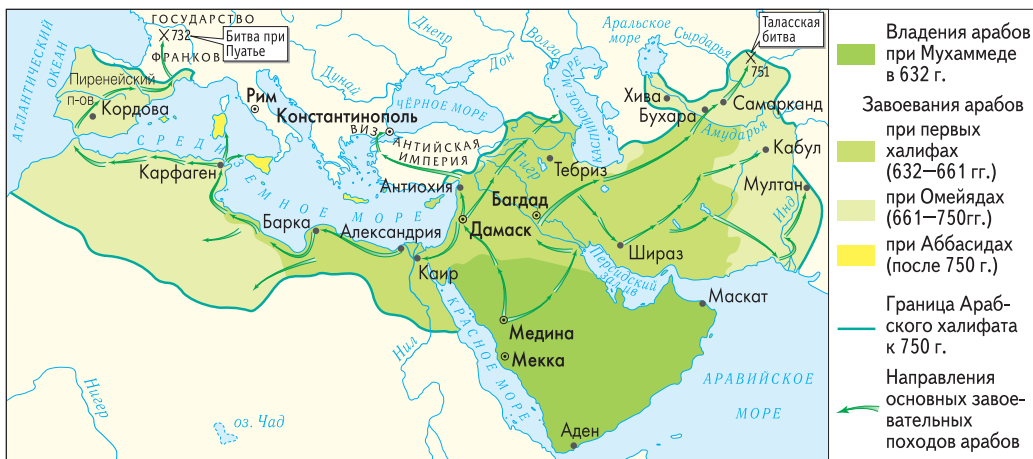 ГОСУДАРСТВО
ФРАНКОВ
732
Битва при
Пуатье
Таласская
битва
751
АТЛАНТИЧЕСКИЙ
ОКЕАН
Пиренейский
п-ов
Кордова
Рим
Константинополь
ВИЗАНТИЙСКАЯ
ИМПЕРИЯ
ЧЁРНОЕ МОРЕ
Днепр
Дон
Дунай
Волга
КАСПИЙСКОЕ МОРЕ
Аральское
море
Сырдарья
Амударья
Хива
Бухара
Самарканд
Кабул
Мултан
Инд
СРЕДИЗЕМНОЕ МОРЕ
Карфаген
Барка
Александрия
Каир
Антиохия
Дамаск
Тигр
Тебриз
Багдад
Шираз
Персидский
залив
Маскат
Медина
Мекка
КРАСНОЕ МОРЕ
Нил
Нигер
оз. Чад
Аден
АРАВИЙСКОЕ
МОРЕ
Владения арабов
при Мухаммеде
в 632 г.
Завоевания арабов
при первых
халифах
(632—661 гг.)
при Омейядах
(661—750гг.)
при Аббасидах
(после 750 г.)
Граница Араб-
ского халифата
к 750 г.
Направления
основных завое-
вательных
походов арабов